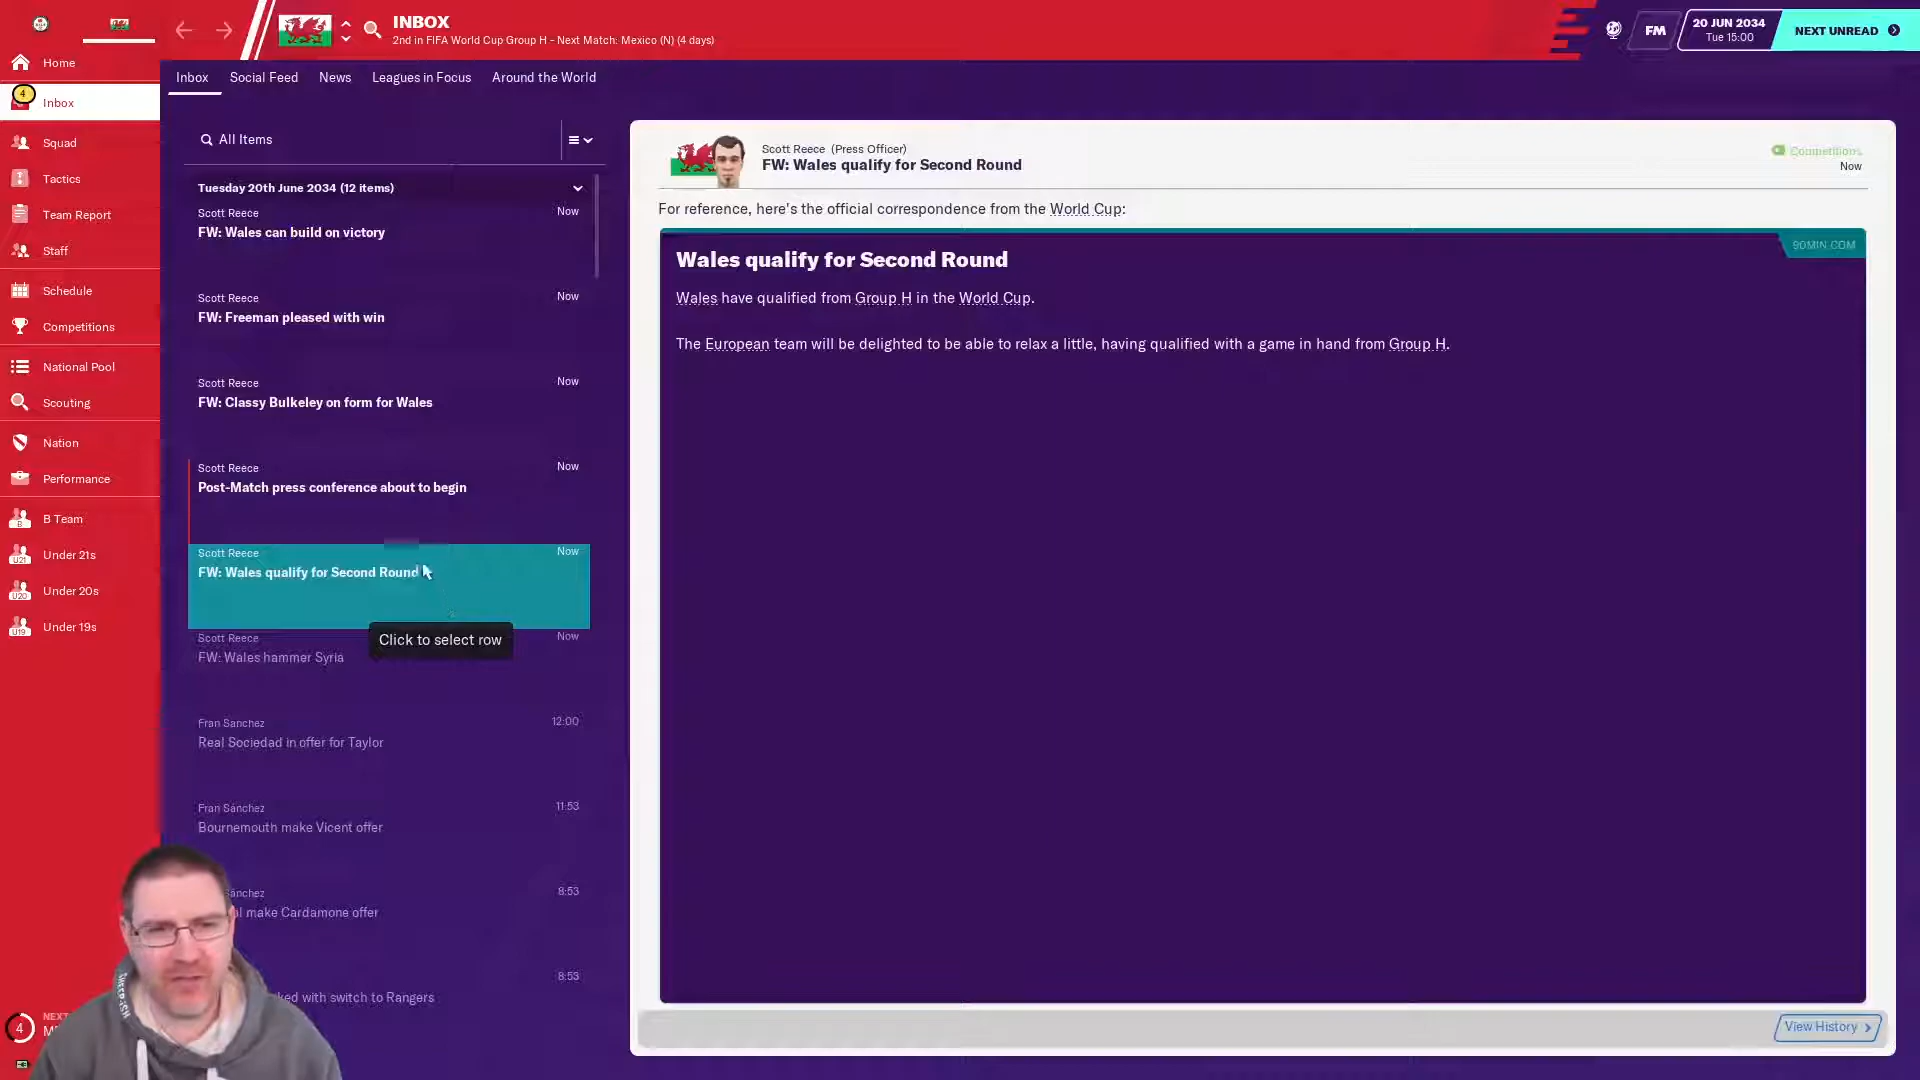 INBOX
2nd in FIFA World Cup Group H - Next Match: Mexico (N) (4 days)
FM
20 JUN 2034
Tue 15:00
NEXT UNREAD
Home
4
Inbox
Squad
Tactics
Team Report
Staff
Schedule
Competitions
National Pool
Scouting
Nation
Performance
B
B Team
U21
Under 21s
U20
Under 20s
U19
Under 19s
4
NEXT
Inbox
Social Feed
News
Leagues in Focus
Around the World
All Items
Tuesday 20th June 2034 (12 items)
Scott Reece
Now
FW: Wales can build on victory
Scott Reece
Now
FW: Freeman pleased with win
Scott Reece
Now
FW: Classy Bulkeley on form for Wales
Scott Reece
Now
Post-Match press conference about to begin
Scott Reece
Now
FW: Wales qualify for Second Round
Click to select row
Scott Reece
Now
FW: Wales hammer Syria
Fran Sánchez
12:00
Real Sociedad in offer for Taylor
Fran Sánchez
11:53
Bournemouth make Vicent offer
Sánchez
8:53
make Cardamone offer
8:53
with switch to Rangers
Scott Reece (Press Officer)
FW: Wales qualify for Second Round
Competitions
Now
For reference, here's the official correspondence from the World Cup:
90MIN.COM
Wales qualify for Second Round
Wales have qualified from Group H in the World Cup.
The European team will be delighted to be able to relax a little, having qualified with a game in hand from Group H.
View History